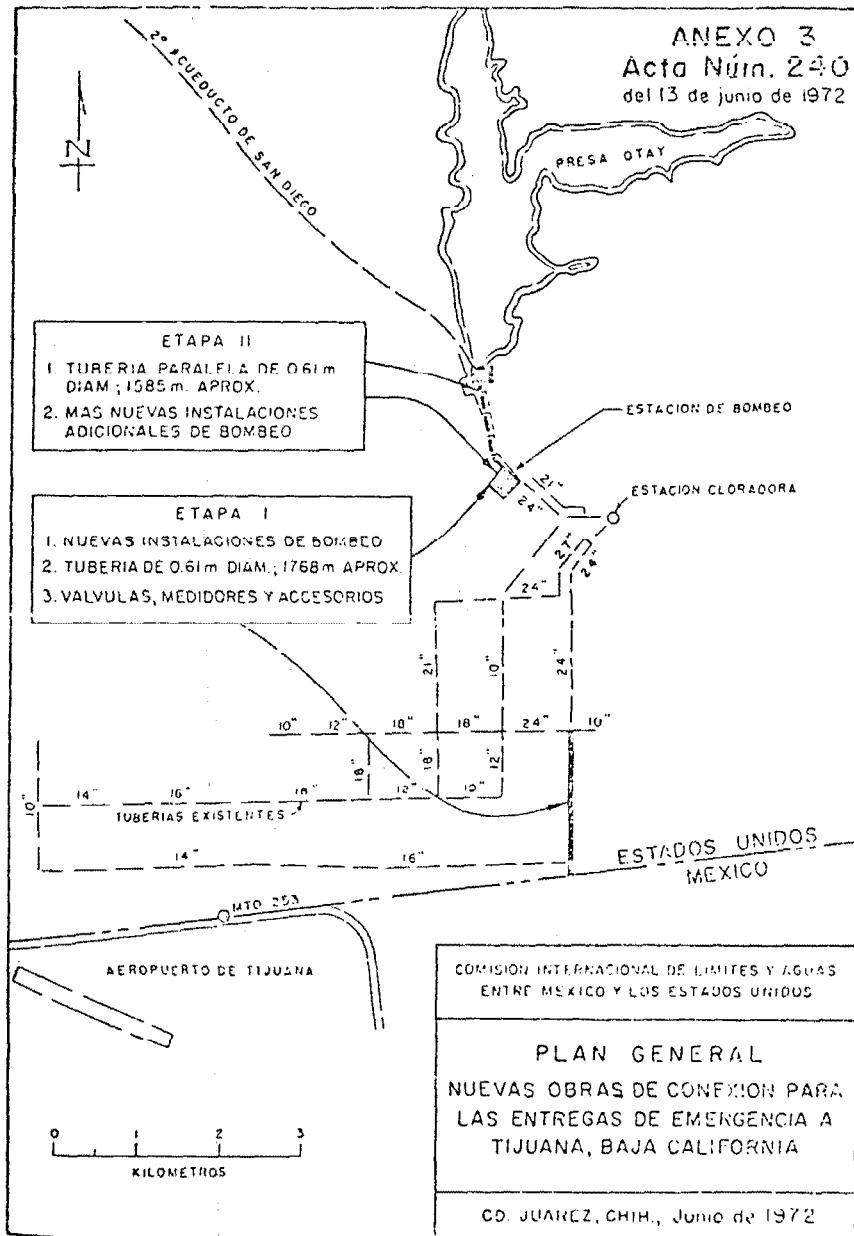 ANEXO 3
Acta Núm. 240
del 13 de junio de 1972
2º ACUEDUCTO DE SAN DIEGO
N
PRESA OTAY
ETAPA II
1. TUBERIA PARALELA DE 0.61 m
DIAM; 1585 m. APROX.
2. MAS NUEVAS INSTALACIONES
ADICIONALES DE BOMBEO
ESTACION DE BOMBEO
21"
24"
ESTACION CLORADORA
ETAPA I
1. NUEVAS INSTALACIONES DE BOMBEO
2. TUBERIA DE 0.61m DIAM.; 1768m APROX.
3. VALVULAS, MEDIDORES Y ACCESORIOS
27"
24"
24"
21"
10"
24"
10" 12" 18" 18" 24" 10"
18" 18" 12"
10" 14" 16" 18" 12" 10"
TUBERIAS EXISTENTES
14" 16"
ESTADOS UNIDOS
MEXICO
MTO 253
AEROPUERTO DE TIJUANA
COMISION INTERNACIONAL DE LIMITES Y AGUAS
ENTRE MEXICO Y LOS ESTADOS UNIDOS
PLAN GENERAL
NUEVAS OBRAS DE CONEXION PARA
LAS ENTREGAS DE EMERGENCIA A
TIJUANA, BAJA CALIFORNIA
0 1 2 3
KILOMETROS
CD. JUAREZ, CHIH., Junio de 1972